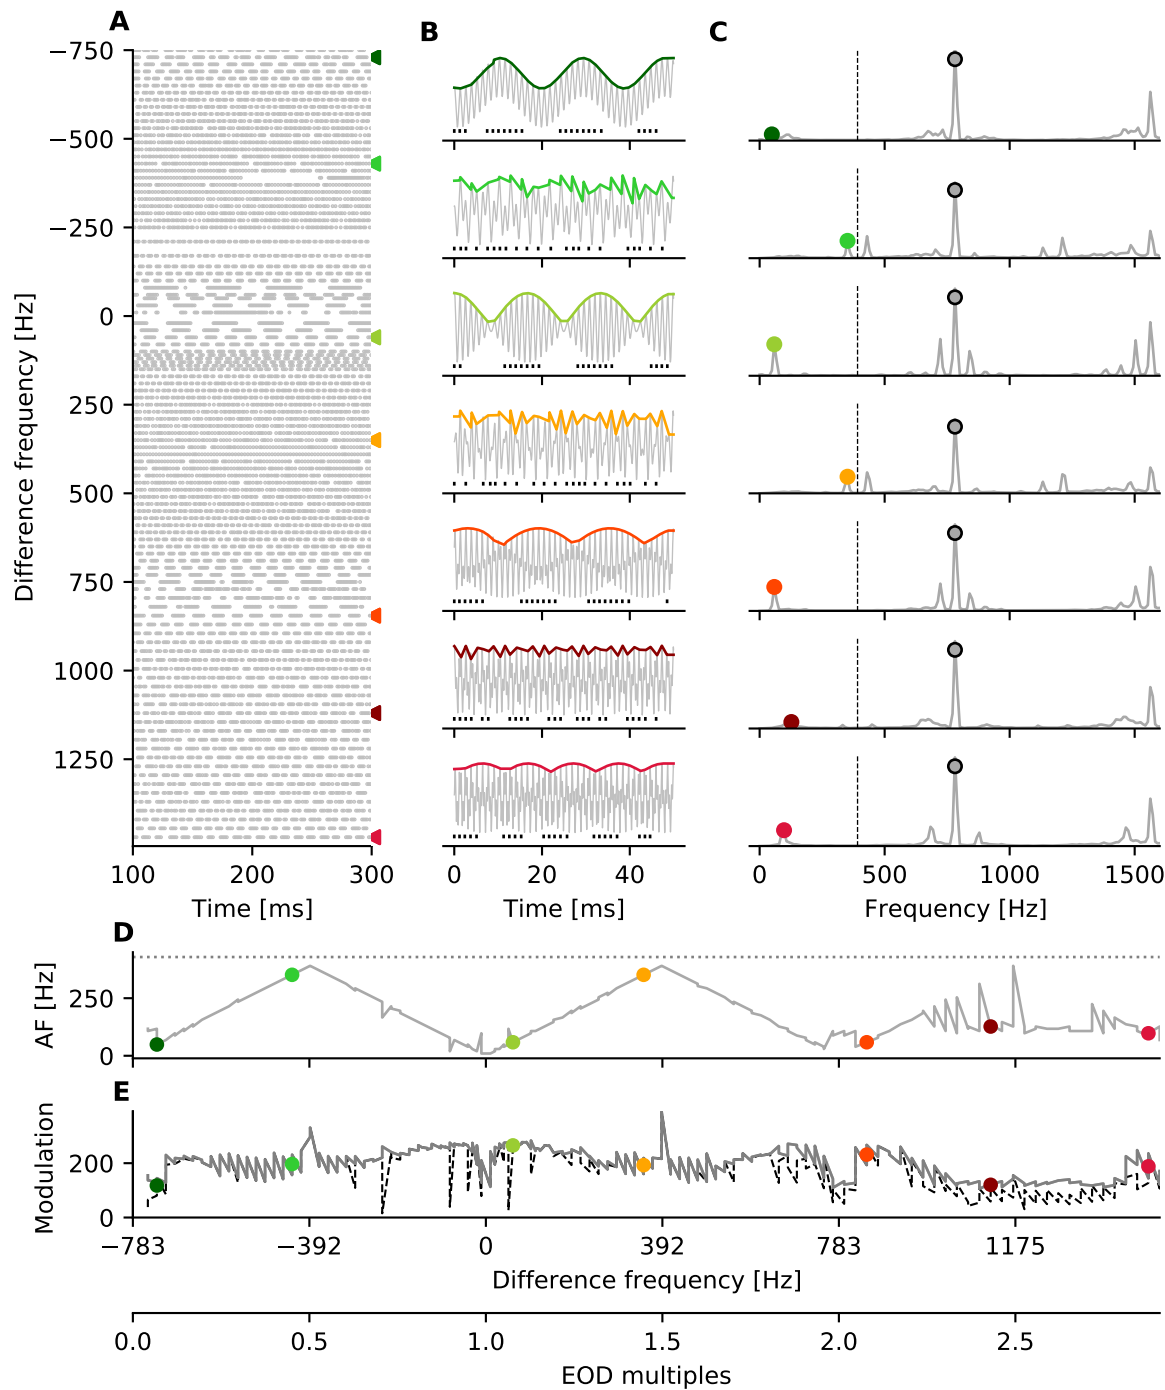 A
B
C
−750
−500
−250
0
250
500
750
1000
1250
Difference frequency [Hz]
100 200 300
Time [ms]
0 20 40
Time [ms]
0 500 1000 1500
Frequency [Hz]
D
AF [Hz]
250
0
E
Modulation
200
0
−783 −392 0 392 783 1175
Difference frequency [Hz]
0.0 0.5 1.0 1.5 2.0 2.5
EOD multiples